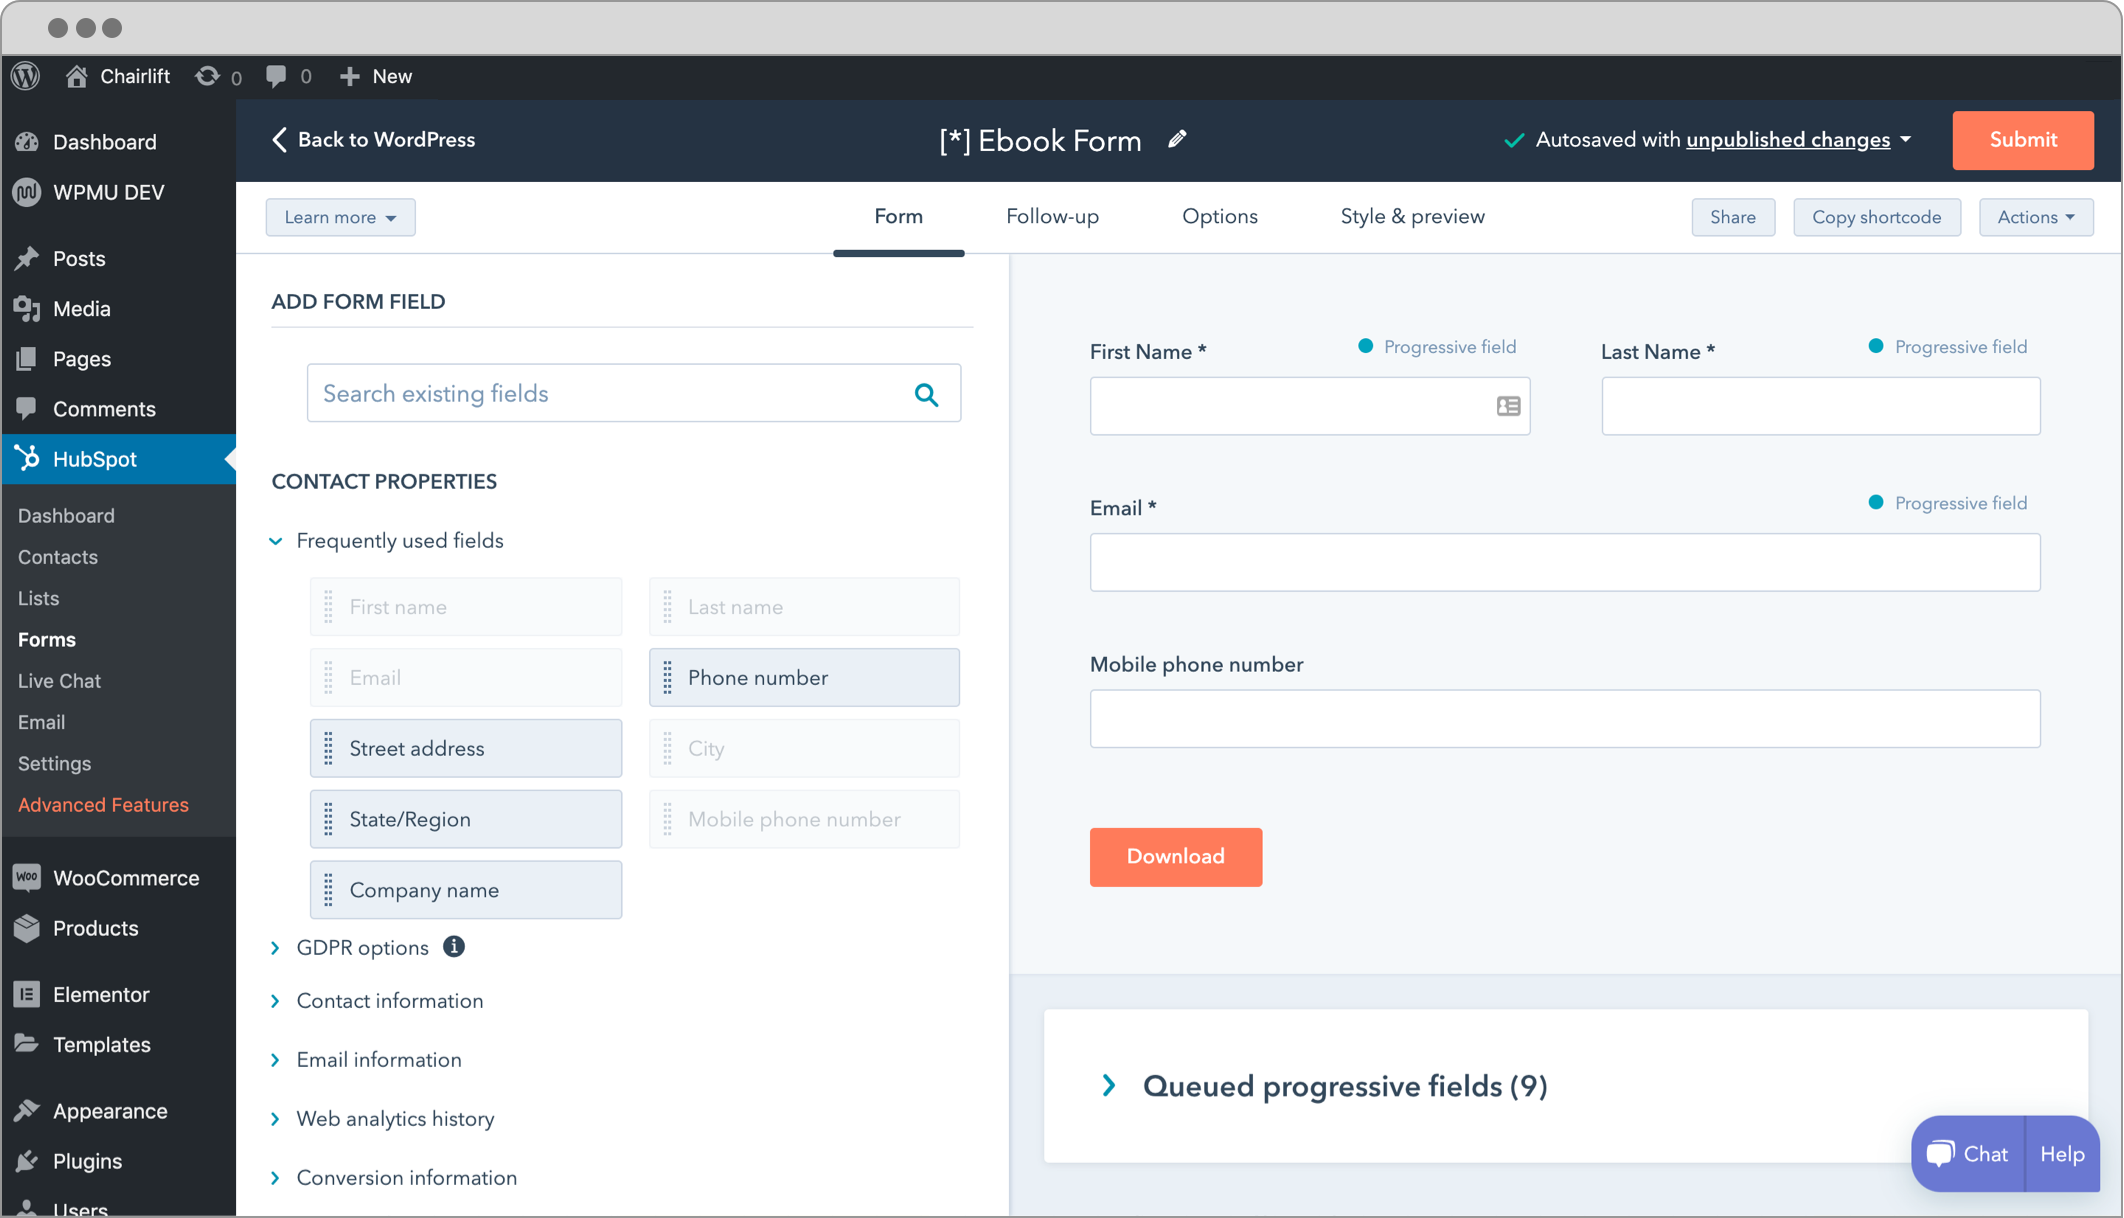 Chairlift 0 0 New
Dashboard
WPMU DEV
Posts
Media
Pages
Comments
HubSpot
Dashboard
Contacts
Lists
Forms
Live Chat
Email
Settings
Advanced Features
Woo WooCommerce
Products
Elementor
Templates
Appearance
Plugins
Users
Back to WordPress
[*] Ebook Form
Autosaved with unpublished changes
Submit
Learn more
Form Follow-up Options Style & preview
Share Copy shortcode Actions
ADD FORM FIELD
Search existing fields
CONTACT PROPERTIES
Frequently used fields
First name Last name
Email Phone number
Street address City
State/Region Mobile phone number
Company name
GDPR options
Contact information
Email information
Web analytics history
Conversion information
First Name * Progressive field
Last Name * Progressive field
Email * Progressive field
Mobile phone number
Download
Queued progressive fields (9)
Chat Help